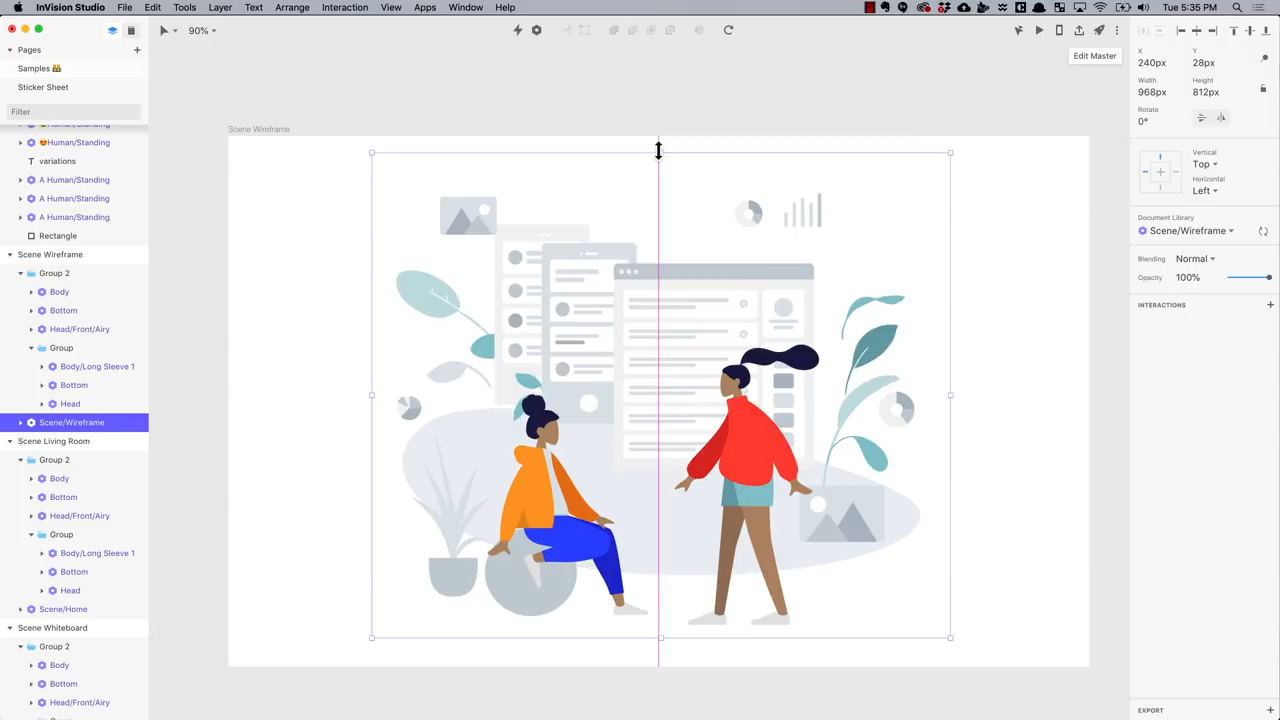 InVision Studio File Edit Tools Layer Text Arrange Interaction View Apps Window Help Tue 5:35 PM
90%
Pages
Samples 👯
Sticker Sheet
Filter
Human/Standing
😍Human/Standing
variations
A Human/Standing
A Human/Standing
A Human/Standing
Rectangle
Scene Wireframe
Group 2
Body
Bottom
Head/Front/Airy
Group
Body/Long Sleeve 1
Bottom
Head
Scene/Wireframe
Scene Living Room
Group 2
Body
Bottom
Head/Front/Airy
Group
Body/Long Sleeve 1
Bottom
Head
Scene/Home
Scene Whiteboard
Group 2
Body
Bottom
Head/Front/Airy
Scene Wireframe
Edit Master
X Y
240px 28px
Width Height
968px 812px
Rotate
0°
Vertical
Top
Horizontal
Left
Document Library
Scene/Wireframe
Blending Normal
Opacity 100%
INTERACTIONS
EXPORT